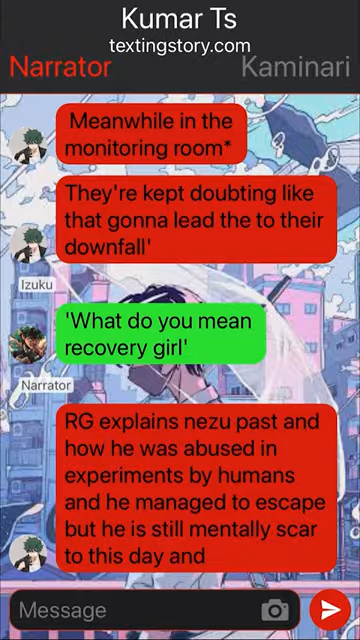 Kumar Ts
textingstory.com
Narrator
Kaminari
Meanwhile in the
monitoring room*
They're kept doubting like
that gonna lead the to their
downfall'
Izuku
'What do you mean
recovery girl'
Narrator
RG explains nezu past and
how he was abused in
experiments by humans
and he managed to escape
but he is still mentally scar
to this day and
Message